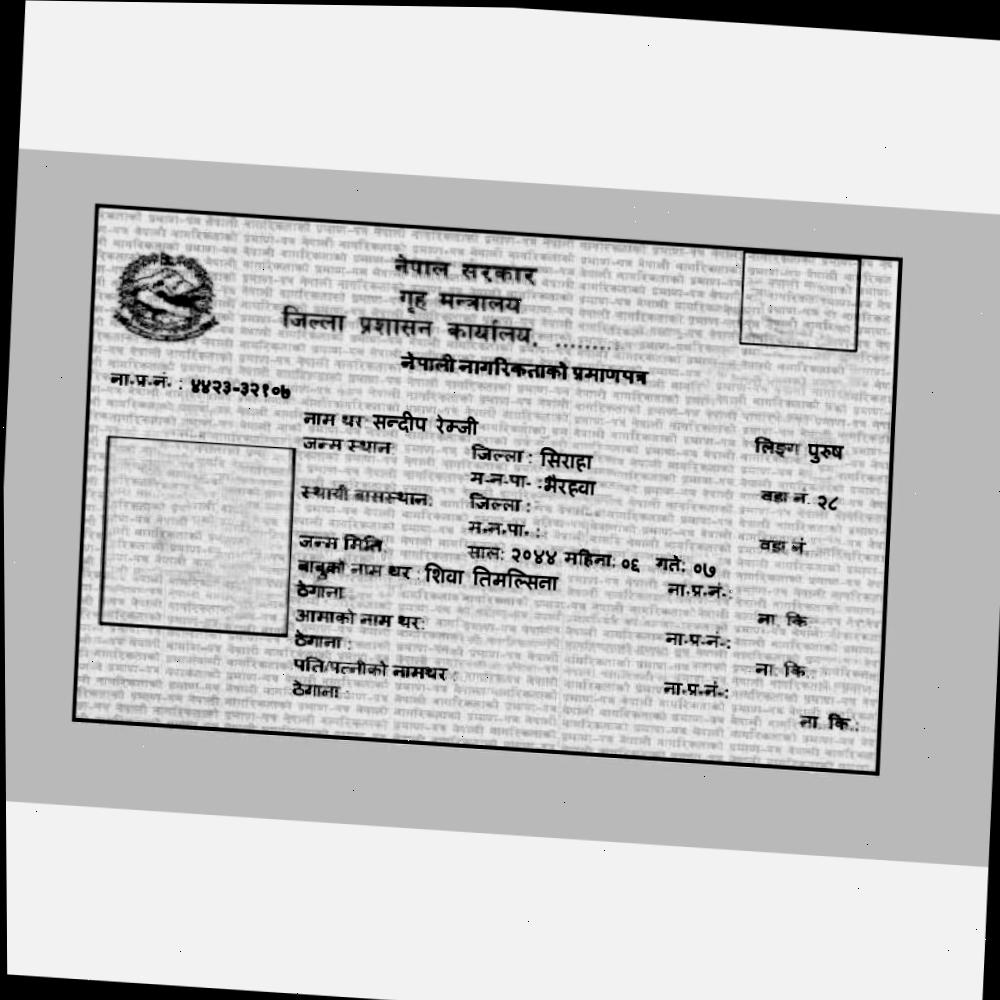 नेपाल सरकार
गृह मन्त्रालय
जिल्ला प्रशासन कार्यालय, .........
नेपाली नागरिकताको प्रमाणपत्र
ना.प्र.नं. : ४४२३-३२१०७
नाम थर: सन्दीप रेम्जी लिङ्ग: पुरुष
जन्म स्थान: जिल्ला : सिराहा
म.न.पा. : भैरहवा वडा नं. २८
स्थायी बासस्थान: जिल्ला :
म.न.पा. : वडा नं
जन्म मिति: साल: २०४४ महिना: ०६ गते: ०७
बाबुको नाम थर : शिवा तिमल्सिना ना.प्र.नं.:
ठेगाना : ना. कि.:
आमाको नाम थर: ना.प्र.नं.:
ठेगाना : ना. कि.:
पति/पत्नीको नामथर : ना.प्र.नं.:
ठेगाना : ना. कि.: